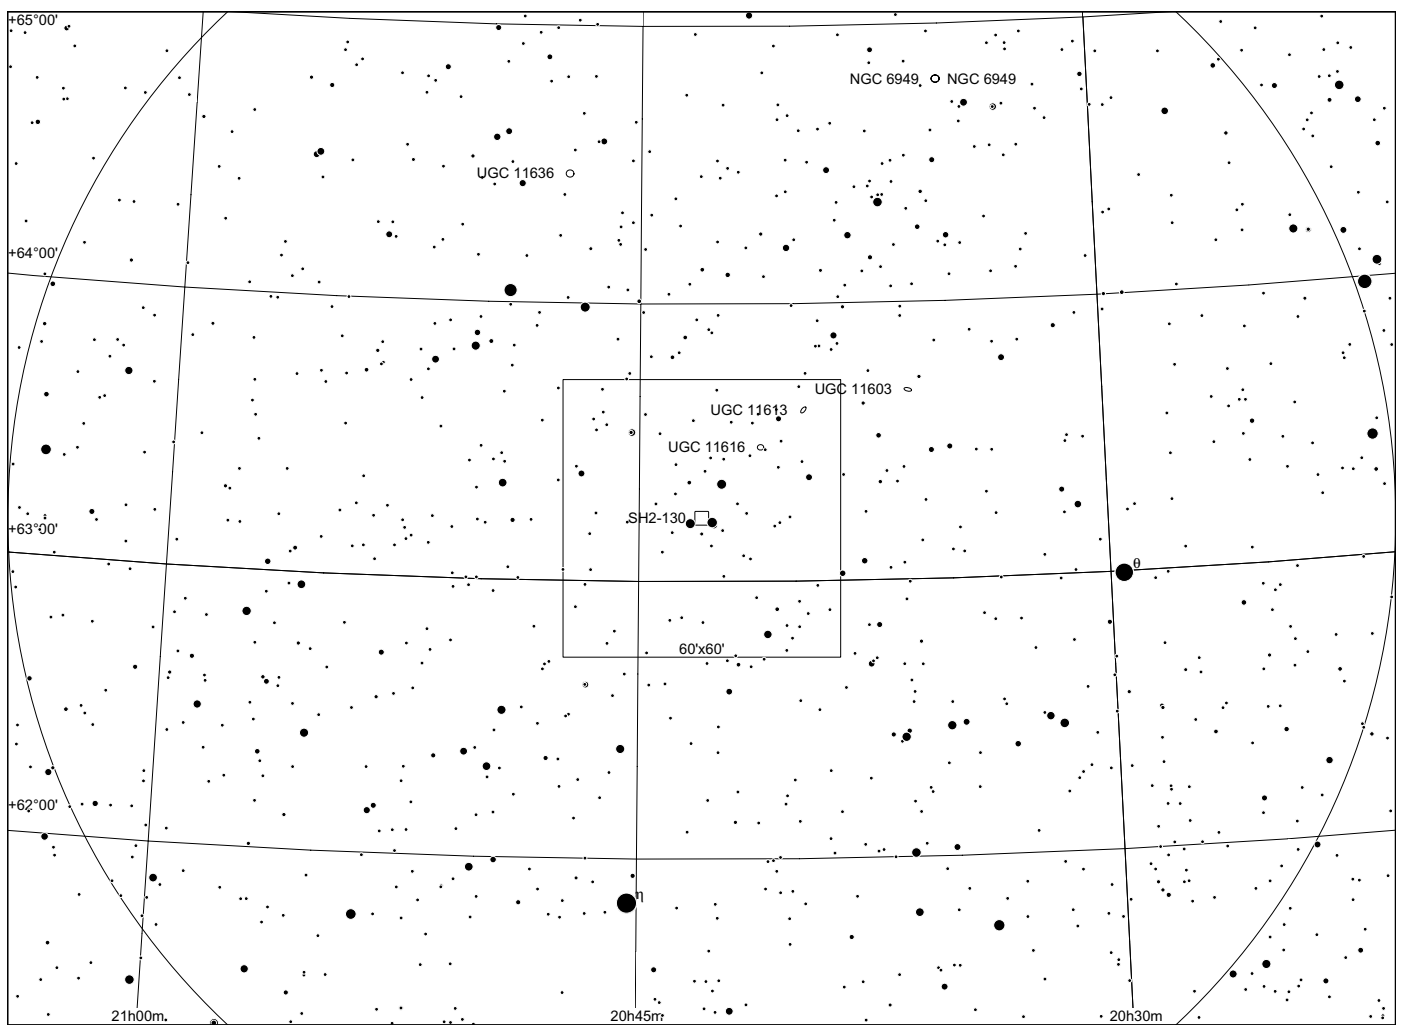 +65°00'
NGC 6949 NGC 6949
UGC 11636
+64°00'
UGC 11603
UGC 11613
UGC 11616
SH2-130
+63°00'
θ
60'x60'
+62°00'
η
21h00m
20h45m
20h30m